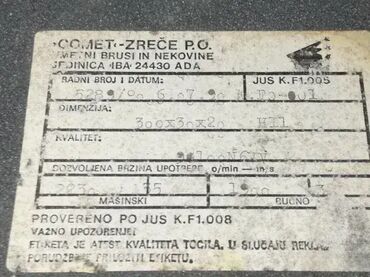 COMET-ZREČE P.O.
UMETNI BRUSI IN NEKOVINE
JEDINICA 1BA 24430 ADA
RADNI BROJ I DATUM: JUS K.F1.005
DIMENZIJA:
300x30x20 H11
KVALITET:
DOZVOLJENA BRZINA UPOTREBE o/min — m/s
MAŠINSKI RUČNO
PROVERENO PO JUS K.F1.008
VAŽNO UPOZORENJE:
ETIKETA JE ATEST KVALITETA TOCILA. U SLUČAJU REKLA
PORUDŽBINE PRILOŽITI ETIKETU.